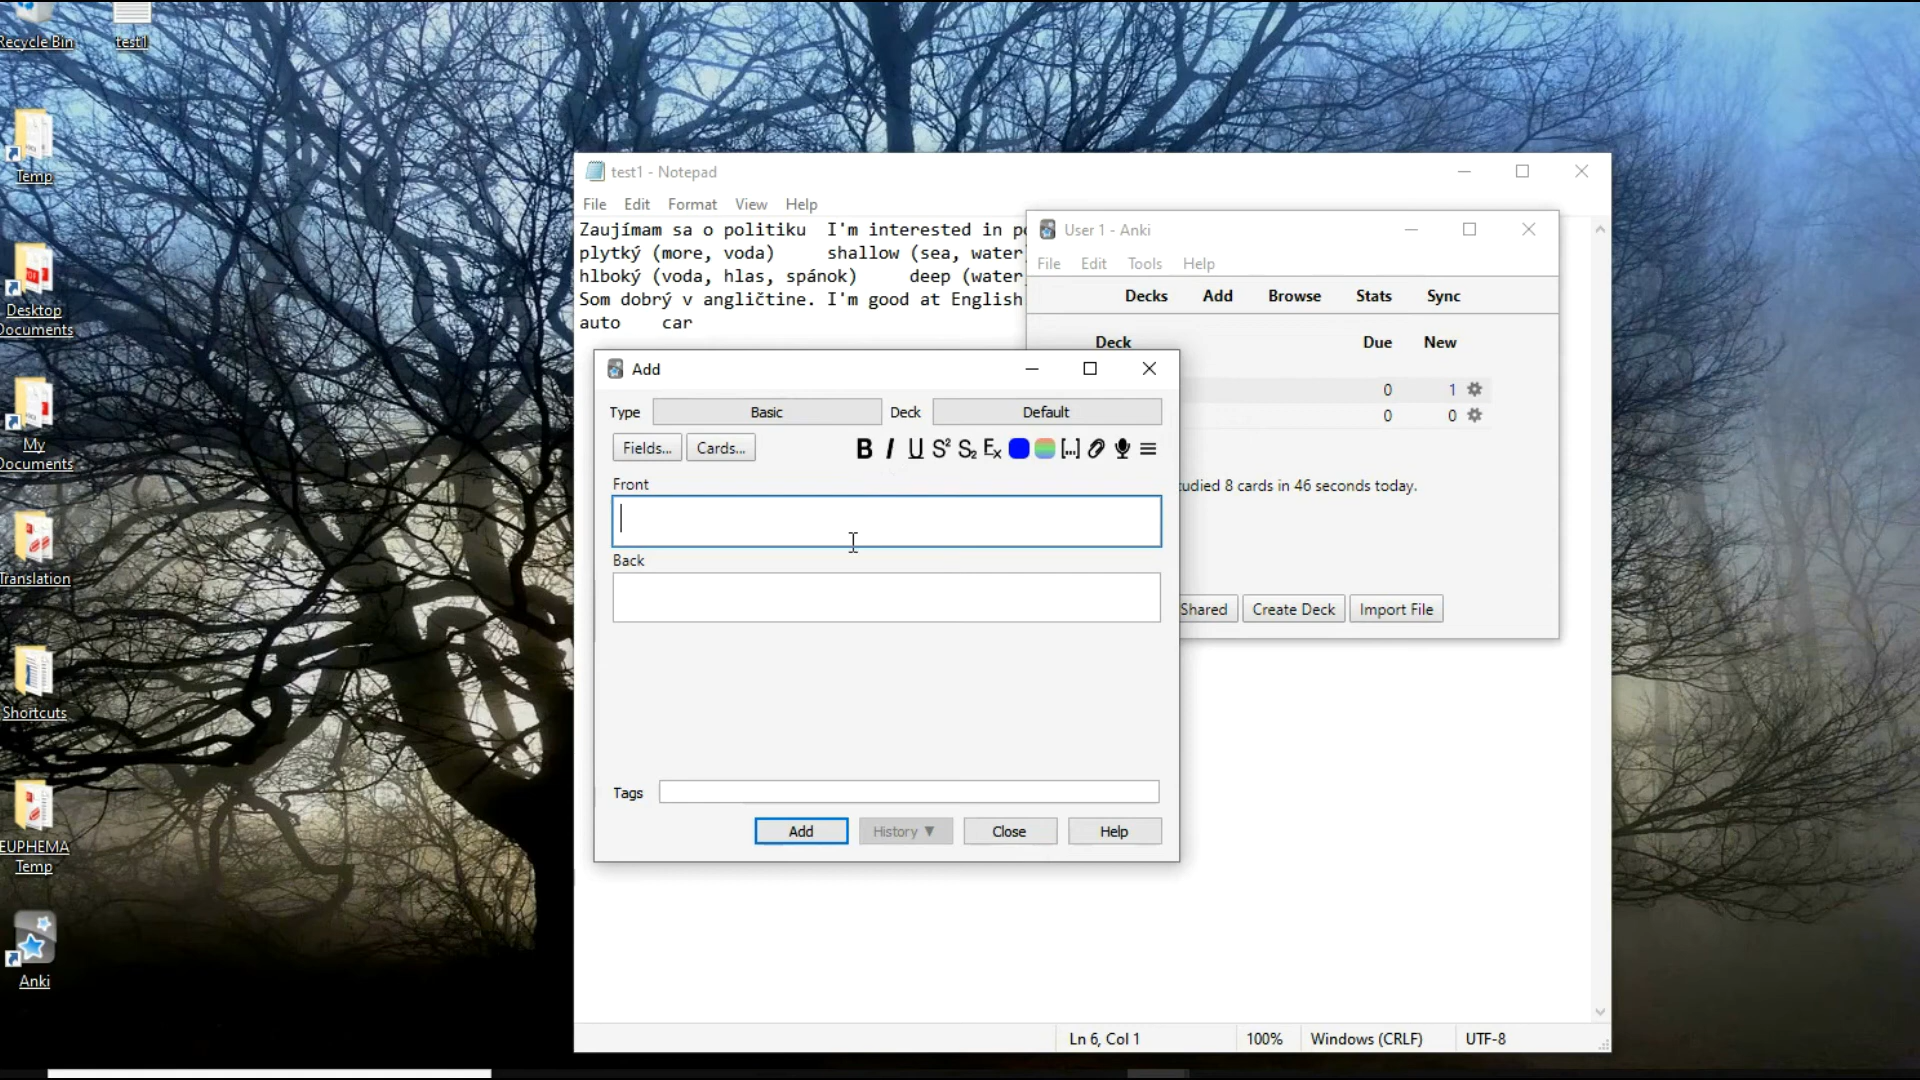 Recycle Bin
test1
Temp
Desktop
Documents
My
Documents
Translation
Shortcuts
EUPHEMA
Temp
Anki
test1 - Notepad
File Edit Format View Help
Zaujímam sa o politiku I'm interested in
plytký (more, voda) shallow (sea, water
hlboký (voda, hlas, spánok) deep (water
Som dobrý v angličtine. I'm good at English
auto car
Ln 6, Col 1 100% Windows (CRLF) UTF-8
User 1 - Anki
File Edit Tools Help
Decks Add Browse Stats Sync
Deck Due New
0 1
0 0
tudied 8 cards in 46 seconds today.
Shared Create Deck Import File
Add
Type Basic Deck Default
Fields... Cards...
B I U S² S₂ Ex [...]
Front
Back
Tags
Add History ▼ Close Help